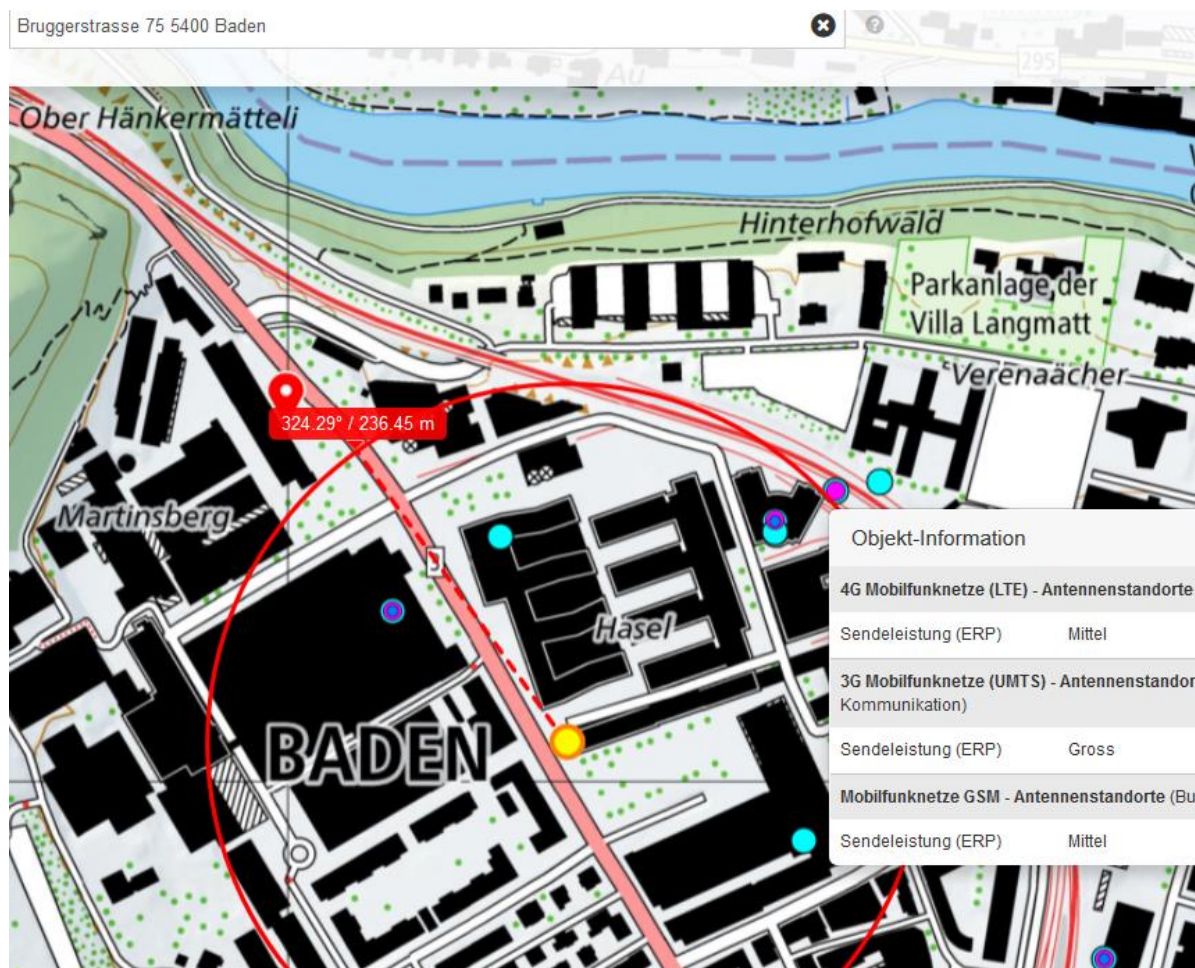 Bruggerstrasse 75 5400 Baden
?
295
Au
Ober Hänkermätteli
Hinterhofwald
Parkanlage der
Villa Langmatt
Verenaächer
324.29° / 236.45 m
Martinsberg
3
Hasel
BADEN
Objekt-Information
4G Mobilfunknetze (LTE) - Antennenstandorte
Sendeleistung (ERP) Mittel
3G Mobilfunknetze (UMTS) - Antennenstandor
Kommunikation)
Sendeleistung (ERP) Gross
Mobilfunknetze GSM - Antennenstandorte (Bu
Sendeleistung (ERP) Mittel